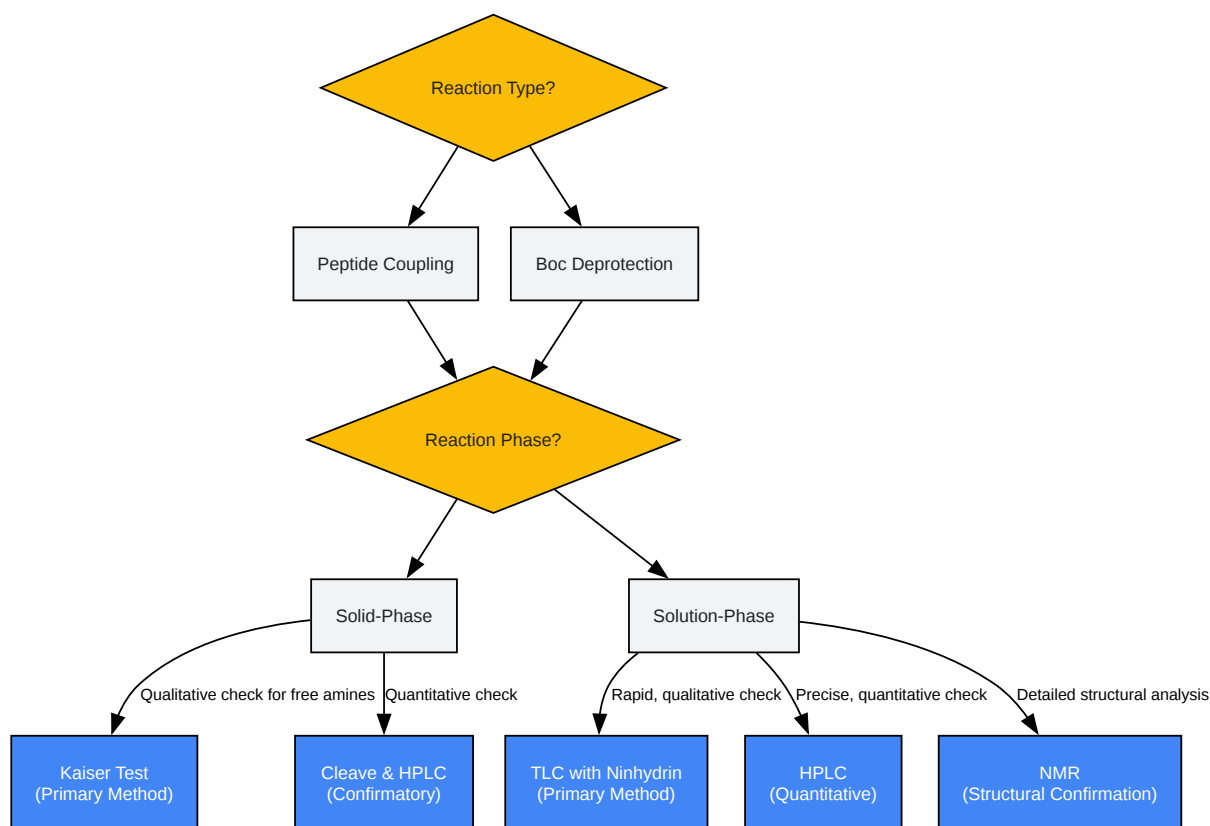 Reaction Type?
Peptide Coupling
Boc Deprotection
Reaction Phase?
Solid-Phase
Solution-Phase
Qualitative check for free amines
Quantitative check
Rapid, qualitative check
Precise, quantitative check
Detailed structural analysis
Kaiser Test
(Primary Method)
Cleave & HPLC
(Confirmatory)
TLC with Ninhydrin
(Primary Method)
HPLC
(Quantitative)
NMR
(Structural Confirmation)